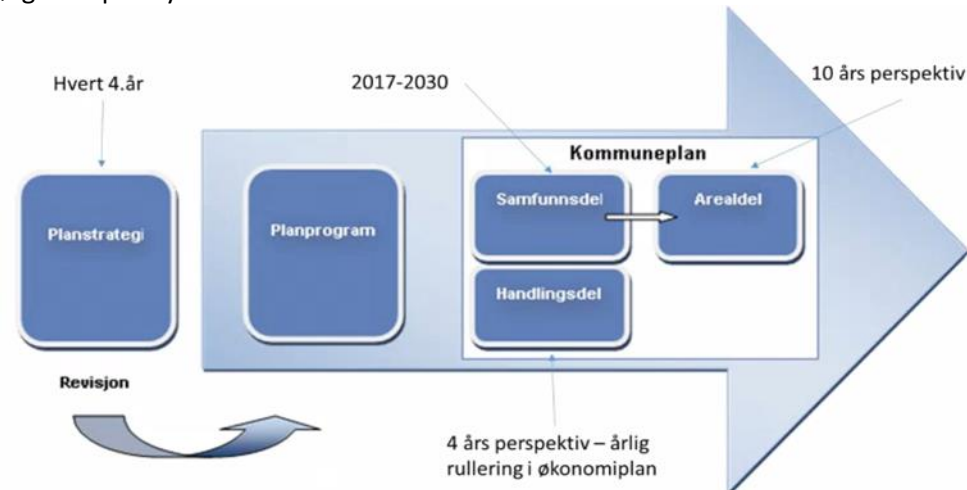 Hvert 4.år
2017-2030
10 års perspektiv
Kommuneplan
Planstrategi
Planprogram
Samfunnsdel
Arealdel
Handlingsdel
Revisjon
4 års perspektiv – årlig
rullering i økonomiplan